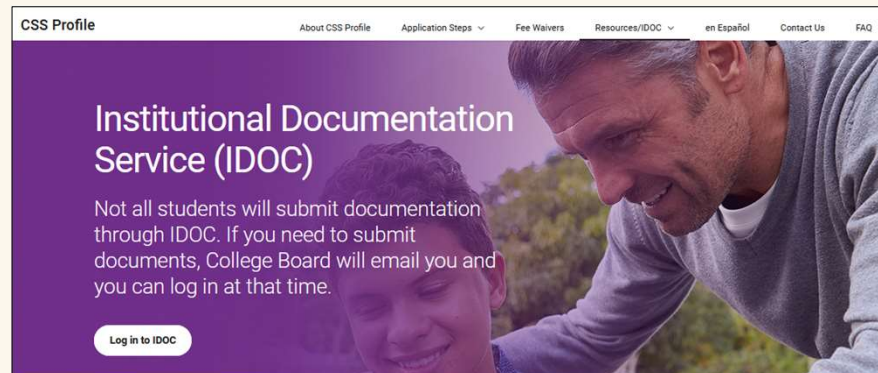 CSS Profile
About CSS Profile Application Steps Fee Waivers Resources/IDOC en Español Contact Us FAQ
Institutional Documentation
Service (IDOC)
Not all students will submit documentation
through IDOC. If you need to submit
documents, College Board will email you and
you can log in at that time.
Log in to IDOC